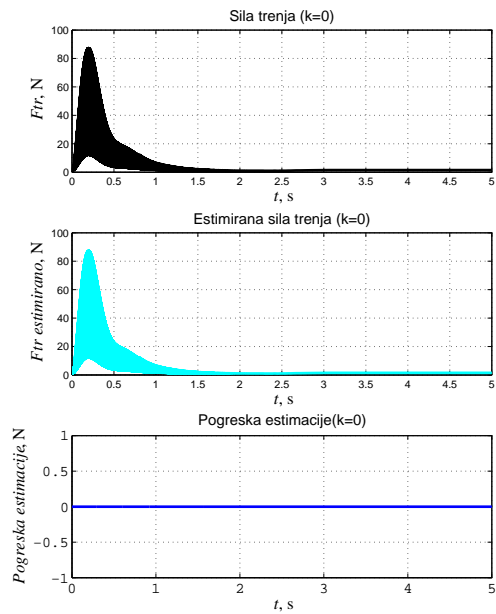 Sila trenja (k=0)
100
80
60
40
20
0
Ftr, N
0 0.5 1 1.5 2 2.5 3 3.5 4 4.5 5
t, s
Estimirana sila trenja (k=0)
100
80
60
40
20
0
Ftr estimirano, N
0 0.5 1 1.5 2 2.5 3 3.5 4 4.5 5
t, s
Pogreska estimacije(k=0)
1
0.5
0
−0.5
−1
Pogreska estimacije, N
0 1 2 3 4 5
t, s